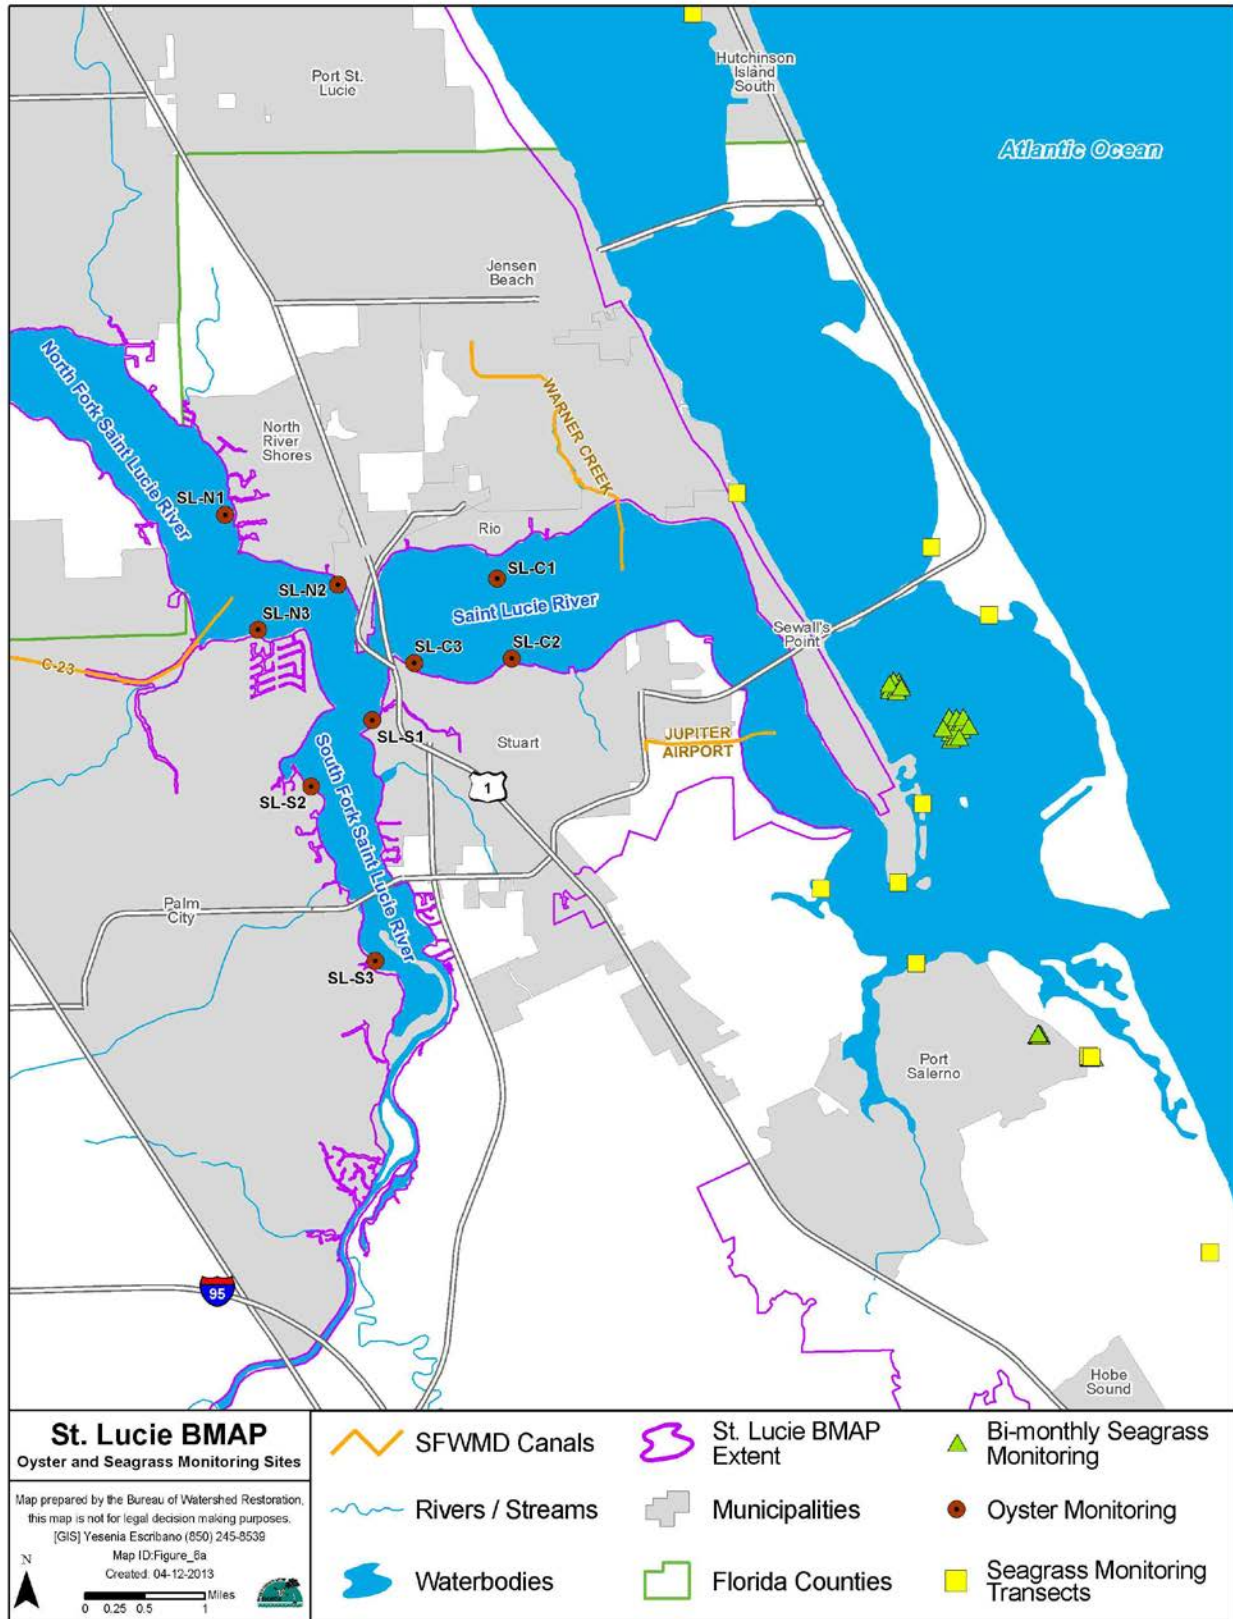 Port St.
Lucie
Hutchinson
Island
South
Atlantic Ocean
Jensen
Beach
North Fork Saint Lucie River
North
River
Shores
WARNER CREEK
SL-N1
Rio
SL-C1
SL-N2
Saint Lucie River
SL-N3
SL-C3
SL-C2
Sewall's
Point
C-23
SL-S1
Stuart
JUPITER
AIRPORT
1
SL-S2
South Fork Saint Lucie River
Palm
City
SL-S3
Port
Salerno
95
Hobe
Sound
St. Lucie BMAP
Oyster and Seagrass Monitoring Sites
Map prepared by the Bureau of Watershed Restoration,
this map is not for legal decision making purposes.
[GIS] Yesenia Escribano (850) 245-8539
Map ID:Figure_6a
Created: 04-12-2013
N
Miles
0 0.25 0.5 1
SFWMD Canals
Rivers / Streams
Waterbodies
St. Lucie BMAP
Extent
Municipalities
Florida Counties
Bi-monthly Seagrass
Monitoring
Oyster Monitoring
Seagrass Monitoring
Transects